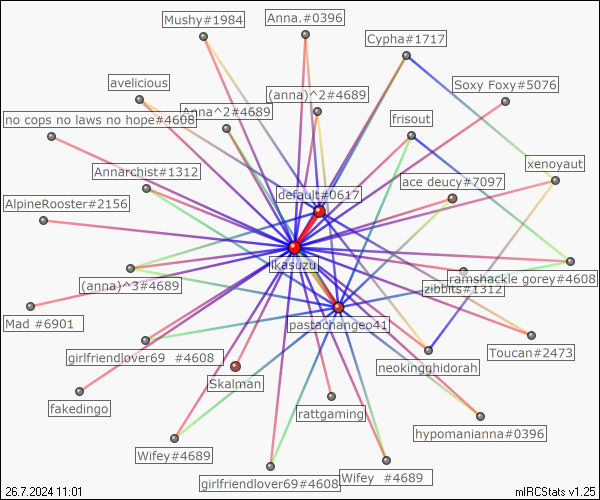 Mushy#1984
Anna.#0396
Cypha#1717
avelicious
Soxy Foxy#5076
(anna)^2#4689
Anna^2#4689
no cops no laws no hope#4608
frisout
xenoyaut
Annarchist#1312
ace deucy#7097
default#0617
AlpineRooster#2156
ikasuzu
(anna)^3#4689
ramshackle gorey#4608
zibblts#1312
Mad #6901
pastachangeo41
girlfriendlover69 #4608
Toucan#2473
neokingghidorah
Skalman
fakedingo
rattgaming
hypomanianna#0396
Wifey#4689
girlfriendlover69#4608
Wifey #4689
26.7.2024 11:01
mIRCStats v1.25